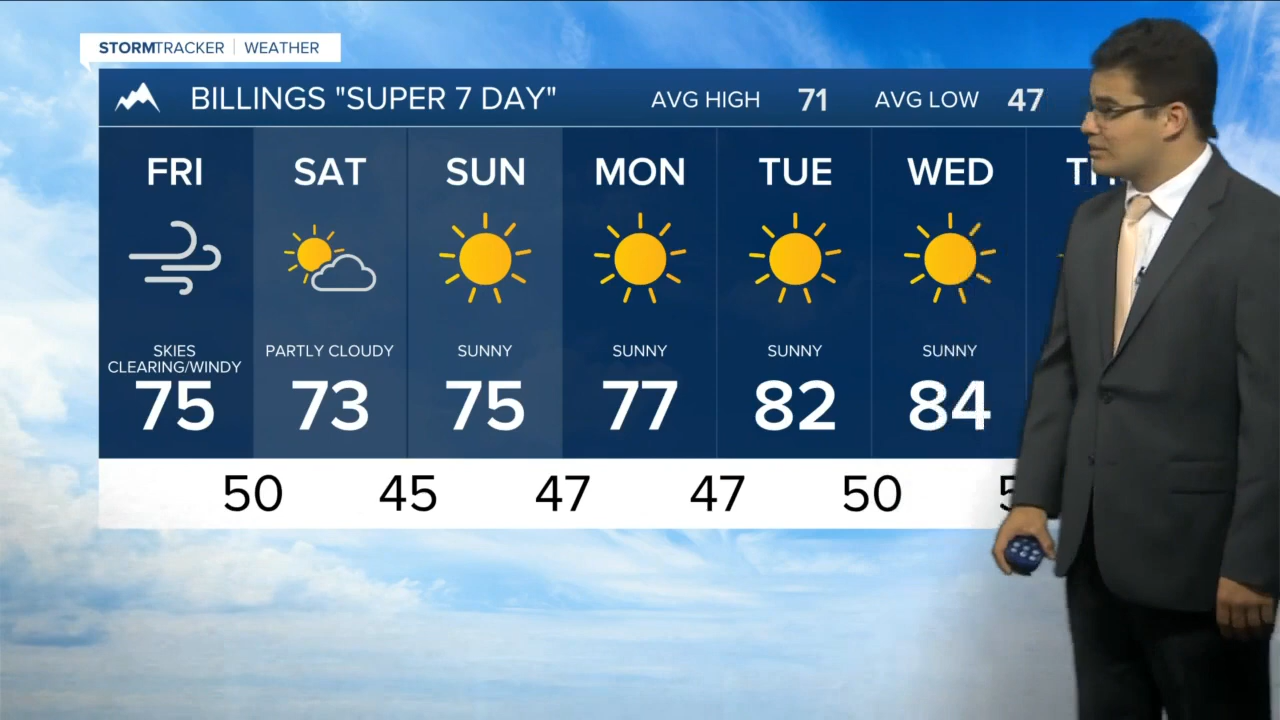 STORMTRACKER | WEATHER
BILLINGS "SUPER 7 DAY" AVG HIGH 71 AVG LOW 47
FRI SAT SUN MON TUE WED
SKIES CLEARING/WINDY
PARTLY CLOUDY SUNNY SUNNY SUNNY SUNNY
75 73 75 77 82 84
50 45 47 47 50